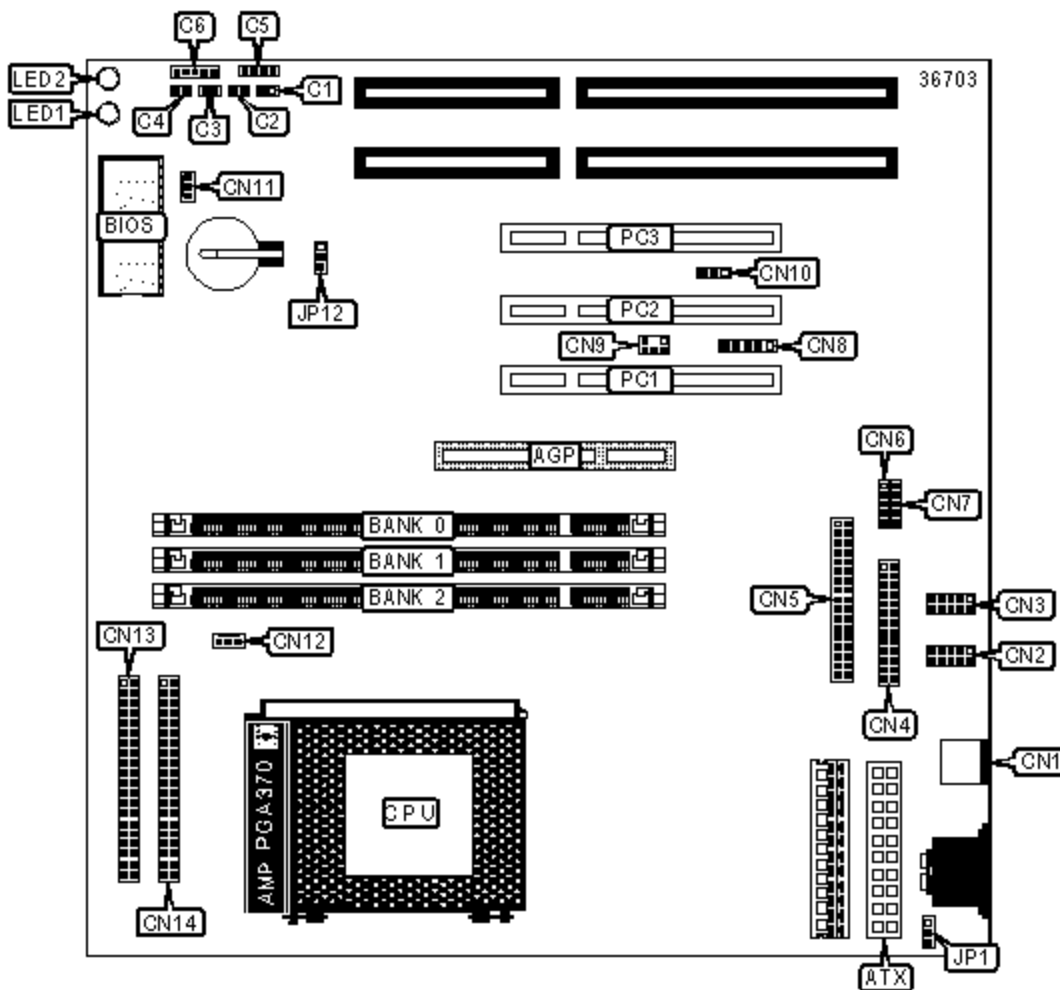 C6
C5
LED2
36703
C1
LED1
C4
C3
C2
CN11
BIOS
PC3
CN10
JP12
PC2
CN9
CN8
PC1
CN6
AGP
CN7
BANK 0
BANK 1
BANK 2
CN5
CN3
CN13
CN12
CN2
CN4
CN1
AMP PGA370
CPU
CN14
JP1
ATX